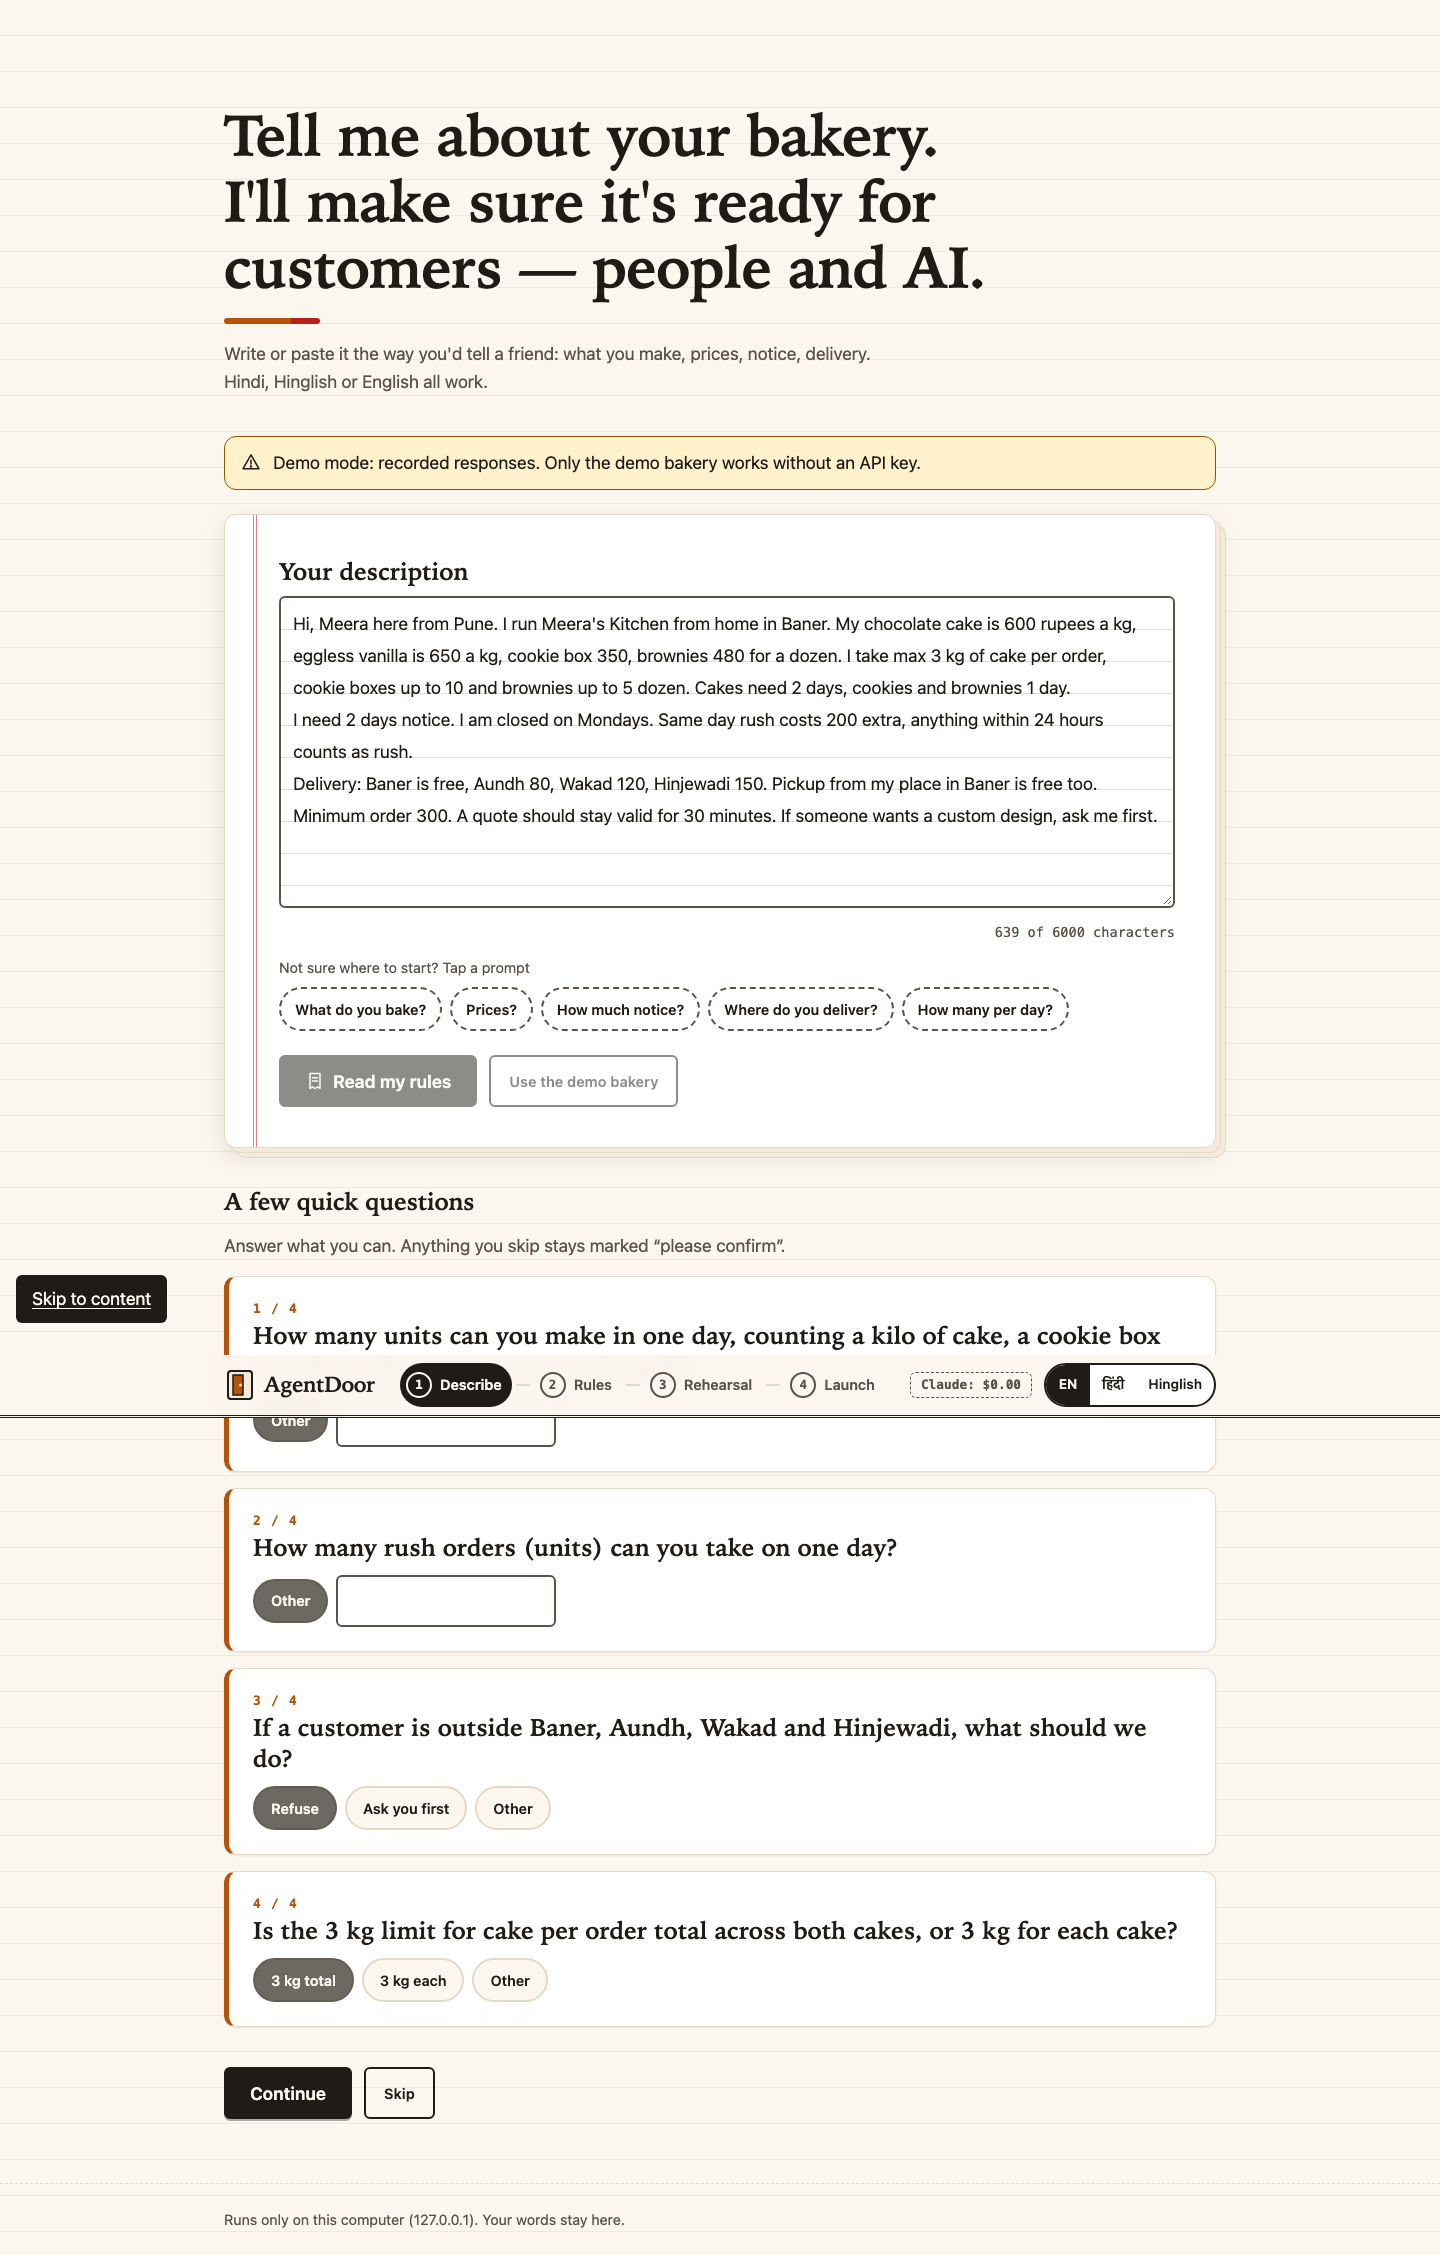 Tell me about your bakery.
I'll make sure it's ready for
customers — people and AI.
Write or paste it the way you'd tell a friend: what you make, prices, notice, delivery.
Hindi, Hinglish or English all work.
Demo mode: recorded responses. Only the demo bakery works without an API key.
Your description
Hi, Meera here from Pune. I run Meera's Kitchen from home in Baner. My chocolate cake is 600 rupees a kg,
eggless vanilla is 650 a kg, cookie box 350, brownies 480 for a dozen. I take max 3 kg of cake per order,
cookie boxes up to 10 and brownies up to 5 dozen. Cakes need 2 days, cookies and brownies 1 day.
I need 2 days notice. I am closed on Mondays. Same day rush costs 200 extra, anything within 24 hours
counts as rush.
Delivery: Baner is free, Aundh 80, Wakad 120, Hinjewadi 150. Pickup from my place in Baner is free too.
Minimum order 300. A quote should stay valid for 30 minutes. If someone wants a custom design, ask me first.
639 of 6000 characters
Not sure where to start? Tap a prompt
What do you bake? Prices? How much notice? Where do you deliver? How many per day?
Read my rules Use the demo bakery
A few quick questions
Answer what you can. Anything you skip stays marked “please confirm”.
Skip to content
1 / 4
How many units can you make in one day, counting a kilo of cake, a cookie box
AgentDoor 1 Describe 2 Rules 3 Rehearsal 4 Launch Claude: $0.00 EN हिंदी Hinglish
Other
2 / 4
How many rush orders (units) can you take on one day?
Other
3 / 4
If a customer is outside Baner, Aundh, Wakad and Hinjewadi, what should we
do?
Refuse Ask you first Other
4 / 4
Is the 3 kg limit for cake per order total across both cakes, or 3 kg for each cake?
3 kg total 3 kg each Other
Continue Skip
Runs only on this computer (127.0.0.1). Your words stay here.